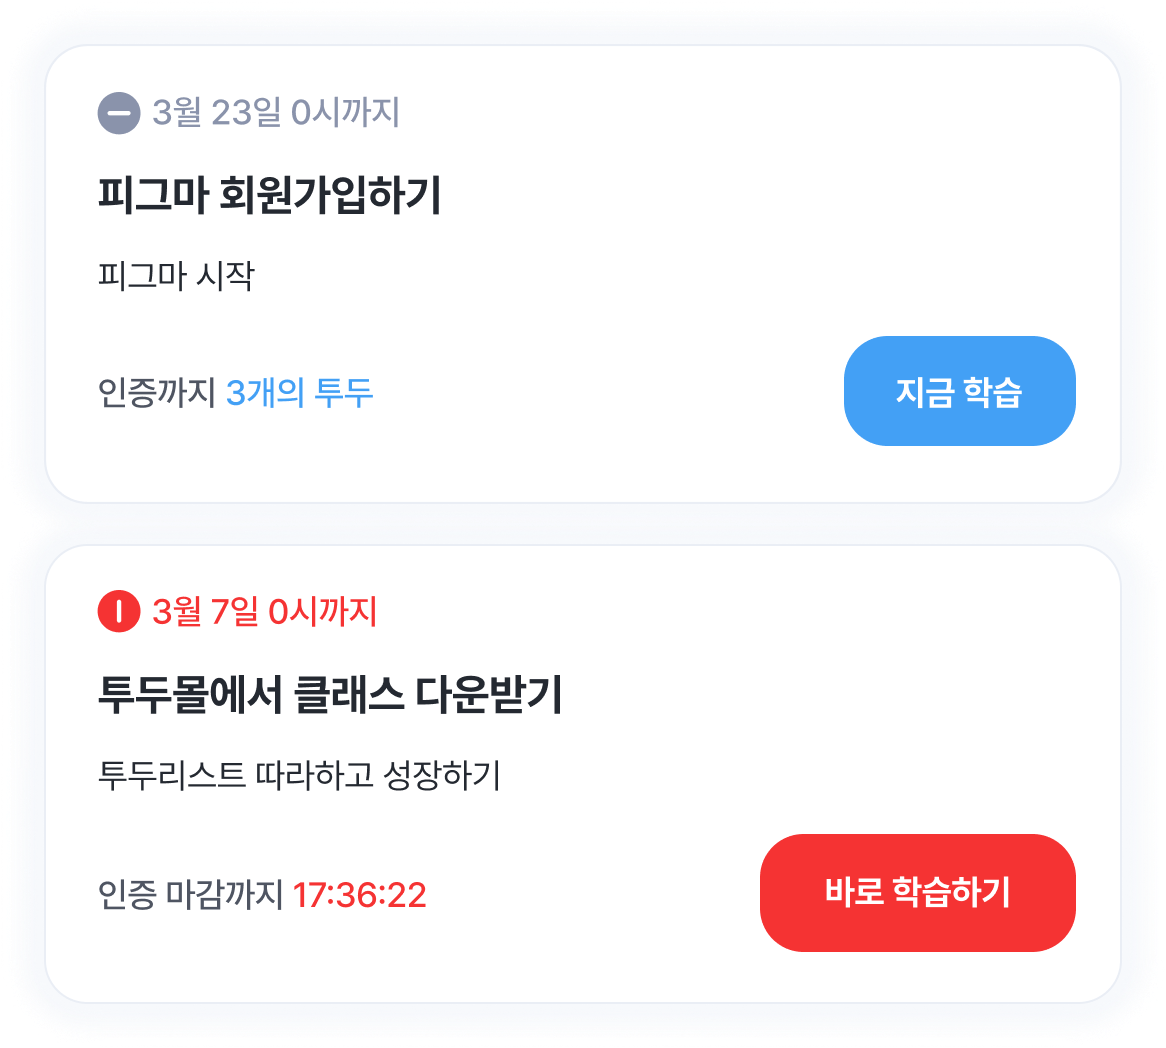 3월 23일 0시까지
피그마 회원가입하기
피그마 시작
인증까지 3개의 투두
지금 학습
3월 7일 0시까지
투두몰에서 클래스 다운받기
투두리스트 따라하고 성장하기
인증 마감까지 17:36:22
바로 학습하기